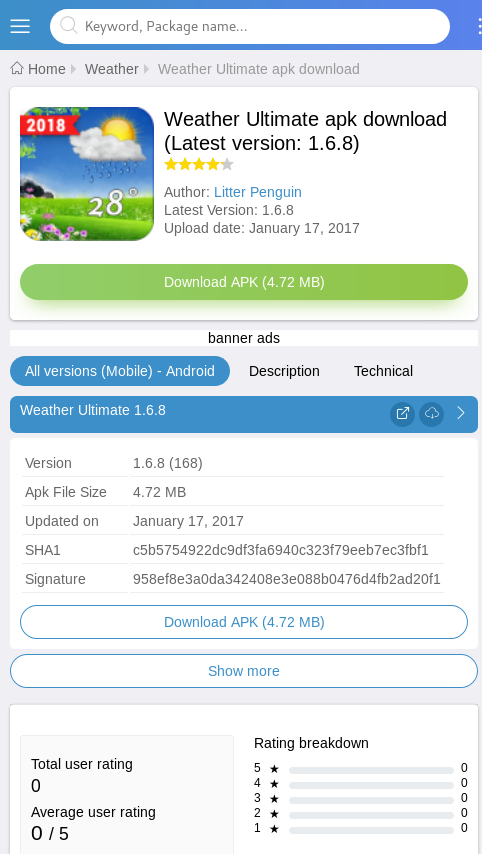 Keyword, Package name...
Home Weather Weather Ultimate apk download
2018
28°
Weather Ultimate apk download
(Latest version: 1.6.8)
Author: Litter Penguin
Latest Version: 1.6.8
Upload date: January 17, 2017
Download APK (4.72 MB)
banner ads
All versions (Mobile) - Android Description Technical
Weather Ultimate 1.6.8
Version 1.6.8 (168)
Apk File Size 4.72 MB
Updated on January 17, 2017
SHA1 c5b5754922dc9df3fa6940c323f79eeb7ec3fbf1
Signature 958ef8e3a0da342408e3e088b0476d4fb2ad20f1
Download APK (4.72 MB)
Show more
Total user rating
0
Average user rating
0 / 5
Rating breakdown
5 ★ 0
4 ★ 0
3 ★ 0
2 ★ 0
1 ★ 0